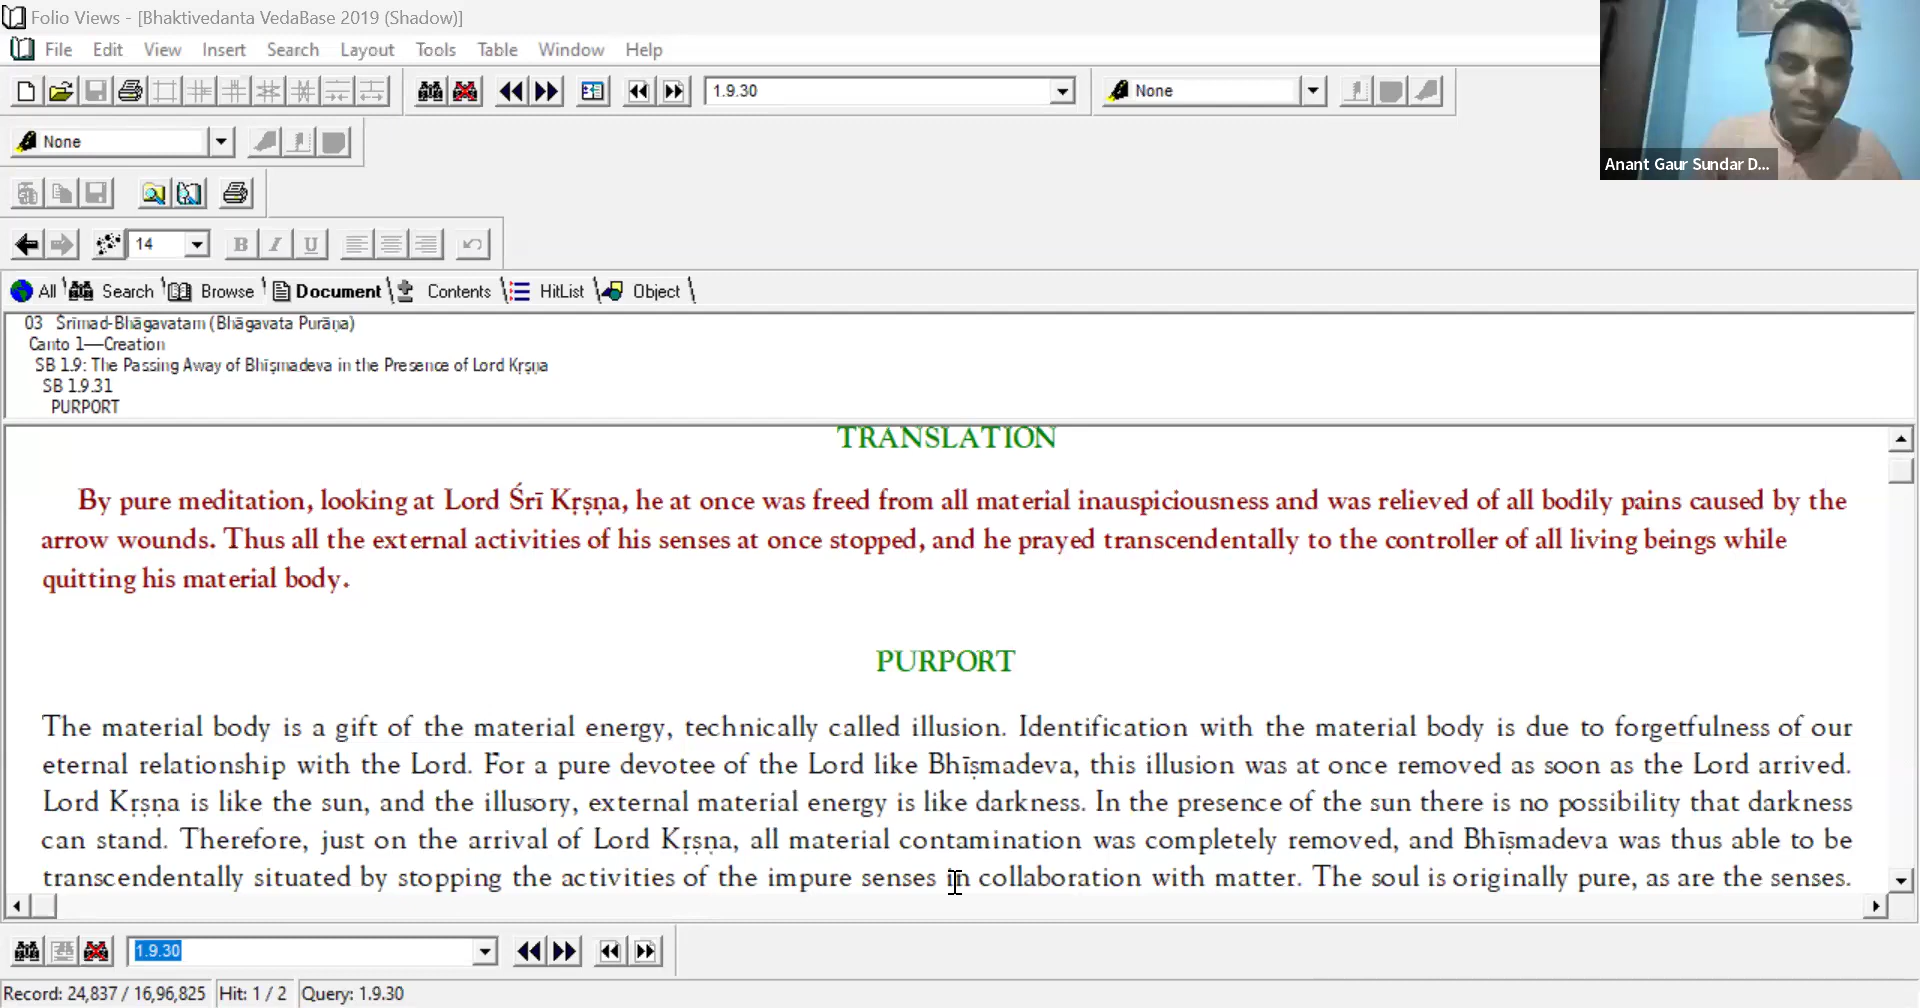 Folio Views - [Bhaktivedanta VedaBase 2019 (Shadow)]
File Edit View Insert Search Layout Tools Table Window Help
1.9.30 None
None
Anant Gaur Sundar D...
14 B I U
All Search Browse Document Contents HitList Object
03 Śrīmad-Bhāgavatam (Bhāgavata Purāṇa)
Canto 1—Creation
SB 1.9: The Passing Away of Bhīṣmadeva in the Presence of Lord Kṛṣṇa
SB 1.9.31
PURPORT
TRANSLATION
By pure meditation, looking at Lord Śrī Kṛṣṇa, he at once was freed from all material inauspiciousness and was relieved of all bodily pains caused by the
arrow wounds. Thus all the external activities of his senses at once stopped, and he prayed transcendentally to the controller of all living beings while
quitting his material body.
PURPORT
The material body is a gift of the material energy, technically called illusion. Identification with the material body is due to forgetfulness of our
eternal relationship with the Lord. For a pure devotee of the Lord like Bhīṣmadeva, this illusion was at once removed as soon as the Lord arrived.
Lord Kṛṣṇa is like the sun, and the illusory, external material energy is like darkness. In the presence of the sun there is no possibility that darkness
can stand. Therefore, just on the arrival of Lord Kṛṣṇa, all material contamination was completely removed, and Bhīṣmadeva was thus able to be
transcendentally situated by stopping the activities of the impure senses in collaboration with matter. The soul is originally pure, as are the senses.
1.9.30
Record: 24,837 / 16,96,825 Hit: 1 / 2 Query: 1.9.30